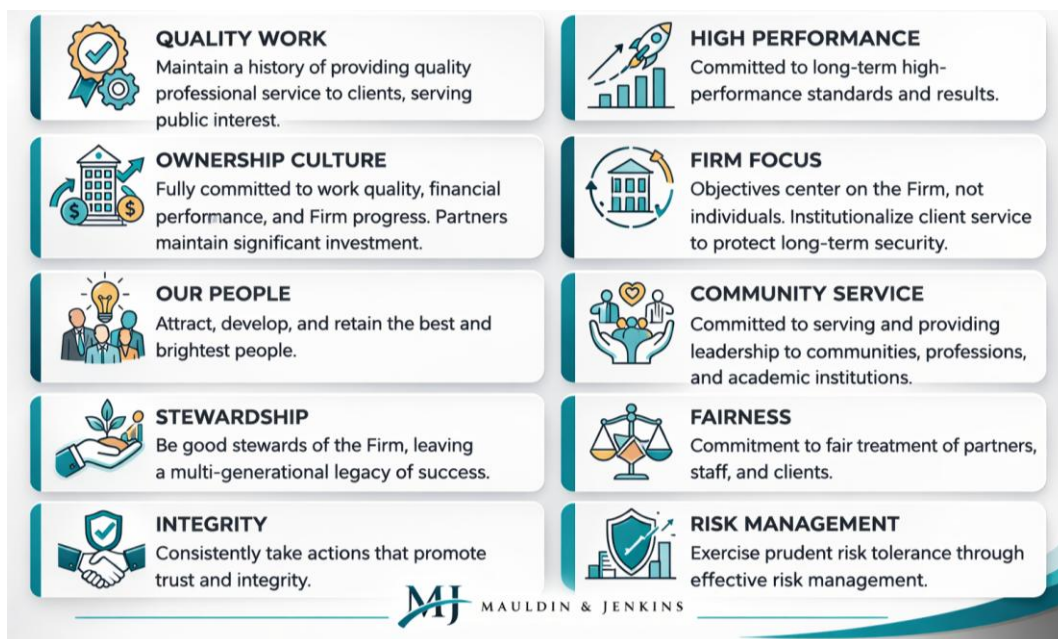 QUALITY WORK
Maintain a history of providing quality
professional service to clients, serving
public interest.
HIGH PERFORMANCE
Committed to long-term high-
performance standards and results.
OWNERSHIP CULTURE
Fully committed to work quality, financial
performance, and Firm progress. Partners
maintain significant investment.
FIRM FOCUS
Objectives center on the Firm, not
individuals. Institutionalize client service
to protect long-term security.
OUR PEOPLE
Attract, develop, and retain the best and
brightest people.
COMMUNITY SERVICE
Committed to serving and providing
leadership to communities, professions,
and academic institutions.
STEWARDSHIP
Be good stewards of the Firm, leaving
a multi-generational legacy of success.
FAIRNESS
Commitment to fair treatment of partners,
staff, and clients.
INTEGRITY
Consistently take actions that promote
trust and integrity.
RISK MANAGEMENT
Exercise prudent risk tolerance through
effective risk management.
$ $
MJ MAULDIN & JENKINS